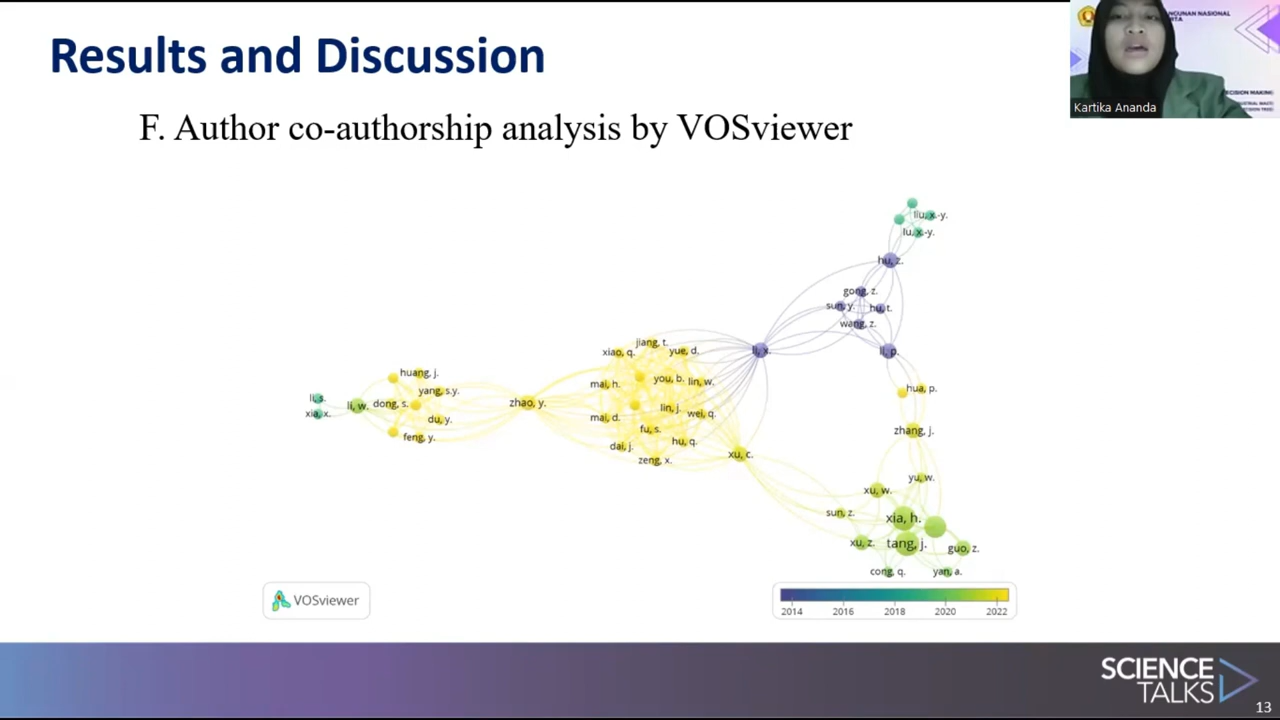 Results and Discussion
F. Author co-authorship analysis by VOSviewer
Kartika Ananda
liu, x.-y.
lu, x.-y.
hu, z.
gong, z.
sun, y.
hu, t.
wang, z.
li, x.
li, p.
jiang, t.
xiao, q.
yue, d.
mai, h.
you, b.
lin, w.
huang, j.
yang, s.y.
hua, p.
li, s.
li, w.
dong, s.
zhao, y.
lin, j.
wei, q.
xia, x.
mai, d.
du, y.
fu, s.
zhang, j.
feng, y.
dai, j.
hu, q.
zeng, x.
xu, c.
yu, w.
xu, w.
sun, z.
xia, h.
xu, z.
tang, j.
guo, z.
cong, q.
yan, a.
VOSviewer
2014 2016 2018 2020 2022
SCIENCE
TALKS
13